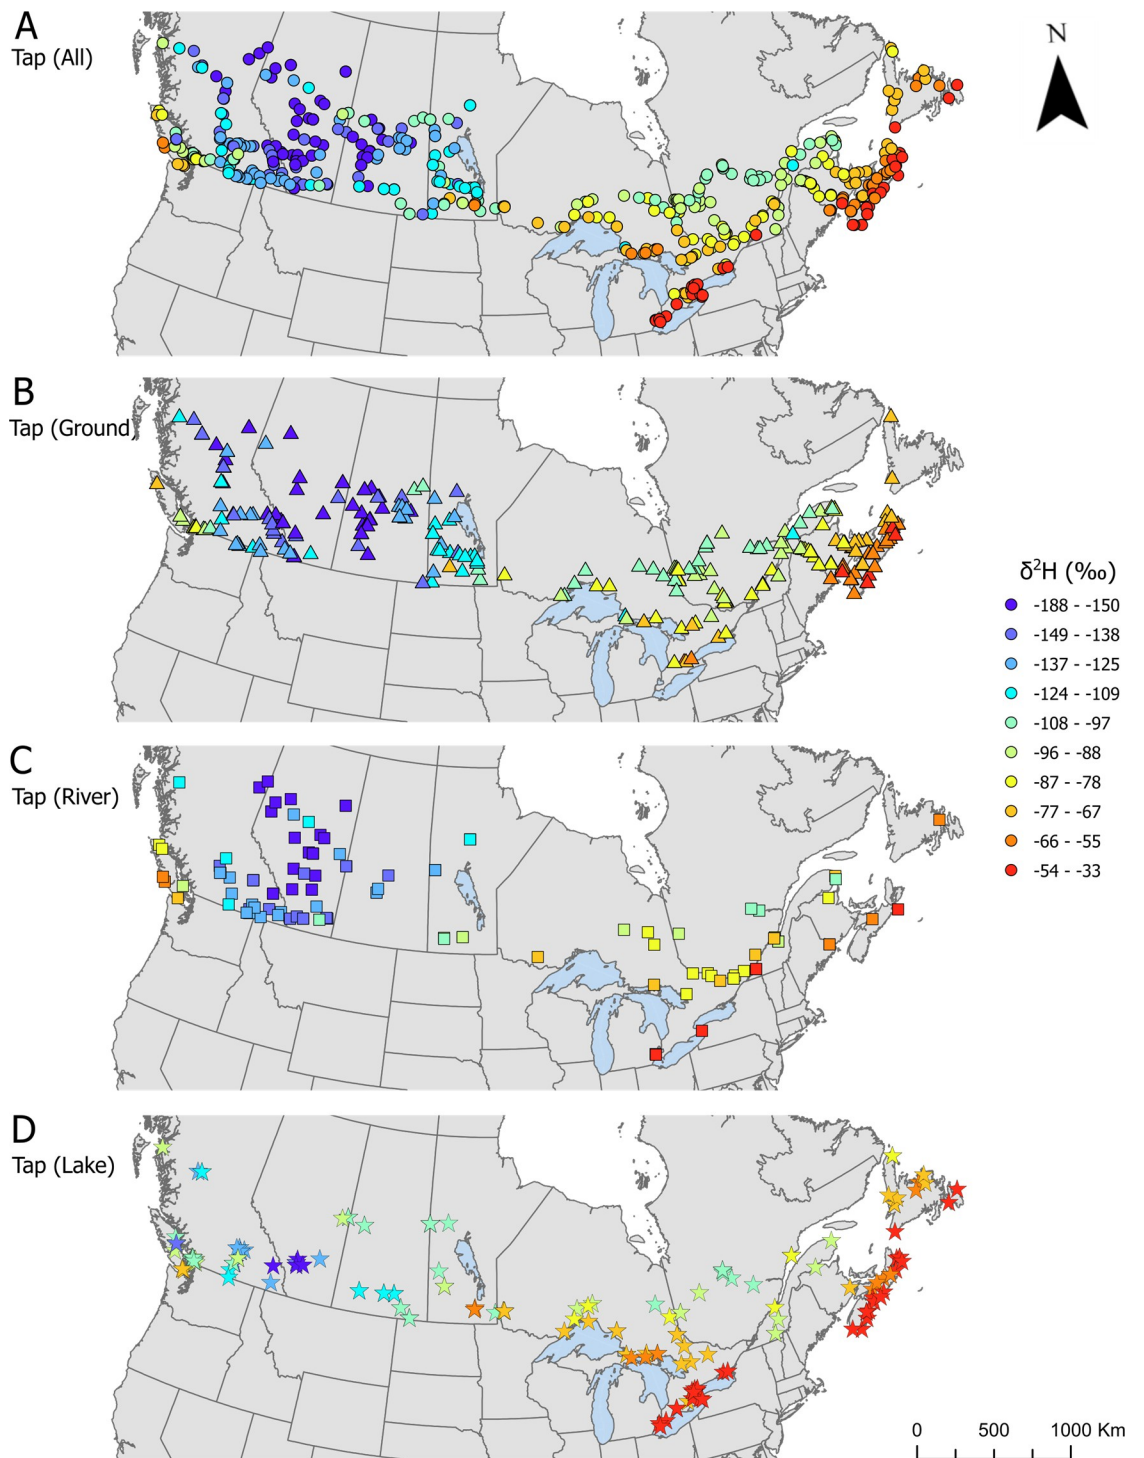 A
Tap (All)
N
B
Tap (Ground)
δ²H (‰)
-188 - -150
-149 - -138
-137 - -125
-124 - -109
-108 - -97
-96 - -88
-87 - -78
-77 - -67
-66 - -55
-54 - -33
C
Tap (River)
D
Tap (Lake)
0 500 1000 Km